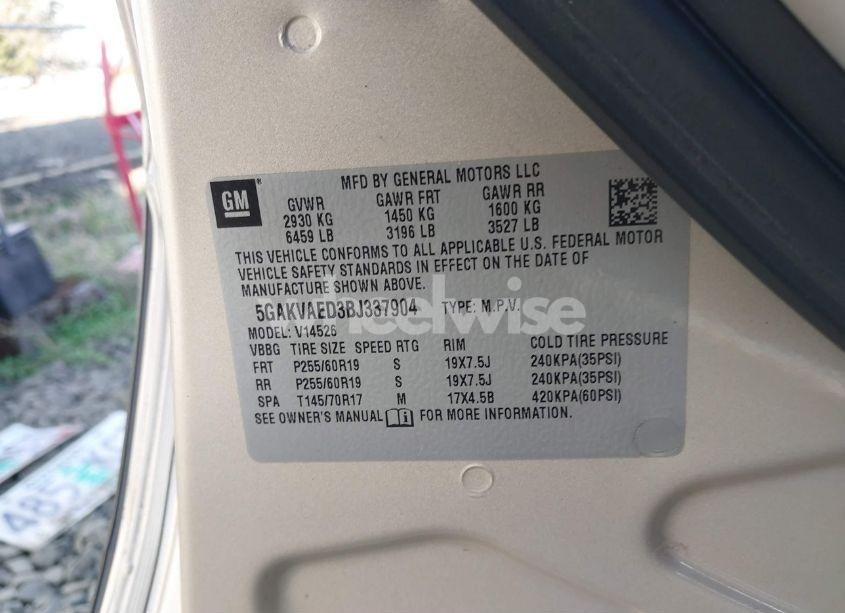 MFD BY GENERAL MOTORS LLC
GM®
GVWR GAWR FRT GAWR RR
2930 KG 1450 KG 1600 KG
6459 LB 3196 LB 3527 LB
THIS VEHICLE CONFORMS TO ALL APPLICABLE U.S. FEDERAL MOTOR
VEHICLE SAFETY STANDARDS IN EFFECT ON THE DATE OF
MANUFACTURE SHOWN ABOVE.
5GAKVAED3BJ337904 TYPE: M.P.V.
MODEL: V14526
VBBG TIRE SIZE SPEED RTG RIM COLD TIRE PRESSURE
FRT P255/60R19 S 19X7.5J 240KPA(35PSI)
RR P255/60R19 S 19X7.5J 240KPA(35PSI)
SPA T145/70R17 M 17X4.5B 420KPA(60PSI)
SEE OWNER'S MANUAL FOR MORE INFORMATION.